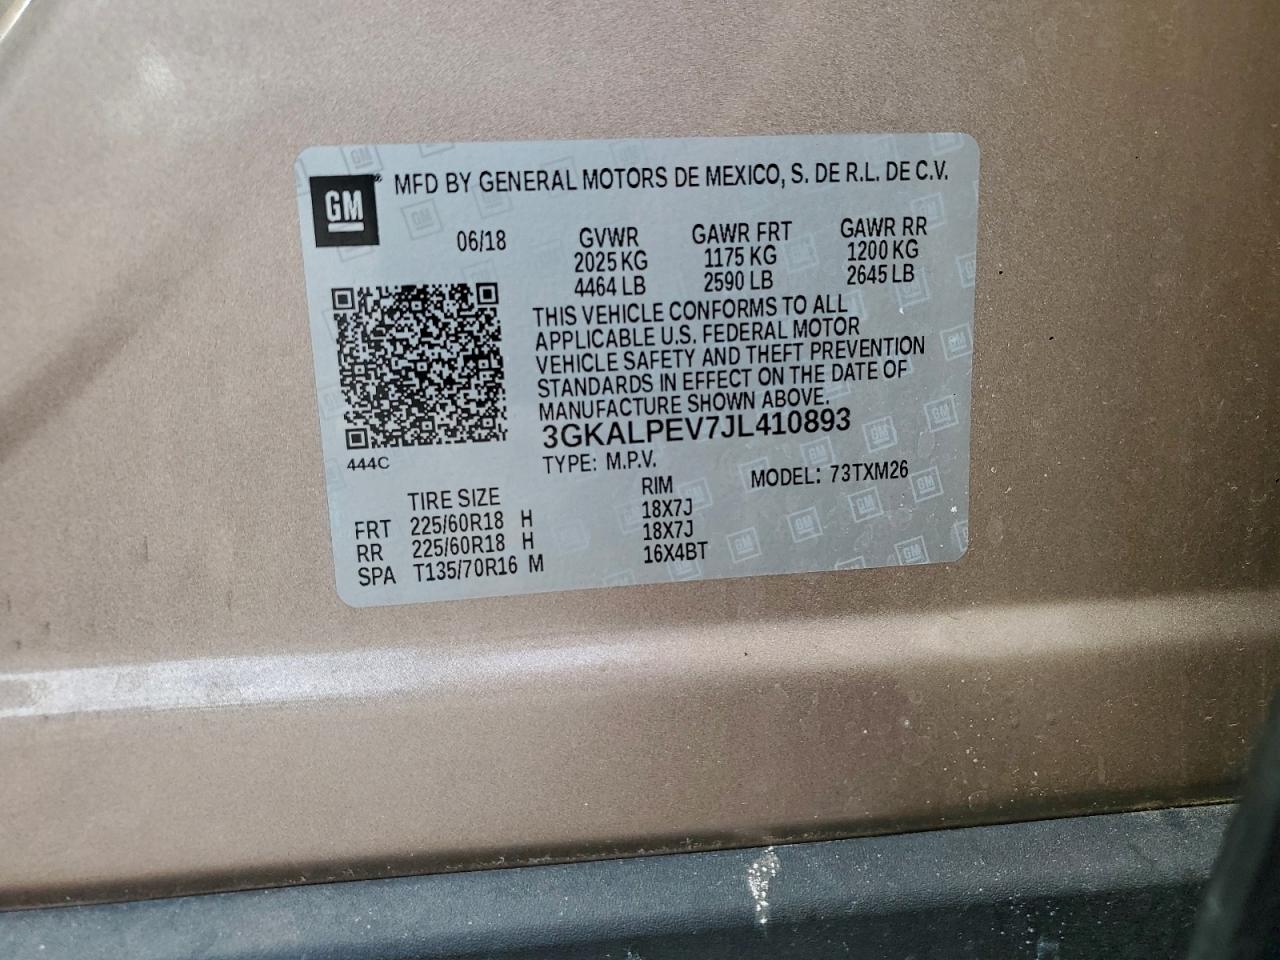 GM
MFD BY GENERAL MOTORS DE MEXICO, S. DE R.L. DE C.V.
06/18 GVWR GAWR FRT GAWR RR
2025 KG 1175 KG 1200 KG
4464 LB 2590 LB 2645 LB
THIS VEHICLE CONFORMS TO ALL
APPLICABLE U.S. FEDERAL MOTOR
VEHICLE SAFETY AND THEFT PREVENTION
STANDARDS IN EFFECT ON THE DATE OF
MANUFACTURE SHOWN ABOVE.
3GKALPEV7JL410893
444C
TYPE: M.P.V. MODEL: 73TXM26
TIRE SIZE RIM
FRT 225/60R18 H 18X7J
RR 225/60R18 H 18X7J
SPA T135/70R16 M 16X4BT